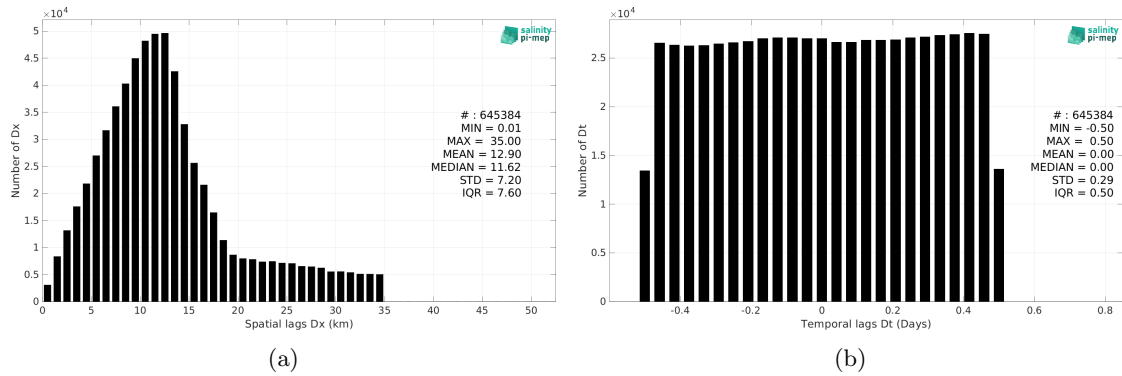 ×10⁴
5
4.5
4
3.5
3
2.5
2
1.5
1
0.5
0
Number of Dx
0 5 10 15 20 25 30 35 40 45 50
Spatial lags Dx (km)
salinity
pi-mep
# : 645384
MIN = 0.01
MAX = 35.00
MEAN = 12.90
MEDIAN = 11.62
STD = 7.20
IQR = 7.60
(a)
×10⁴
2.5
2
1.5
1
0.5
0
Number of Dt
-0.4 -0.2 0 0.2 0.4 0.6 0.8
Temporal lags Dt (Days)
salinity
pi-mep
# : 645384
MIN = -0.50
MAX = 0.50
MEAN = 0.00
MEDIAN = 0.00
STD = 0.29
IQR = 0.50
(b)